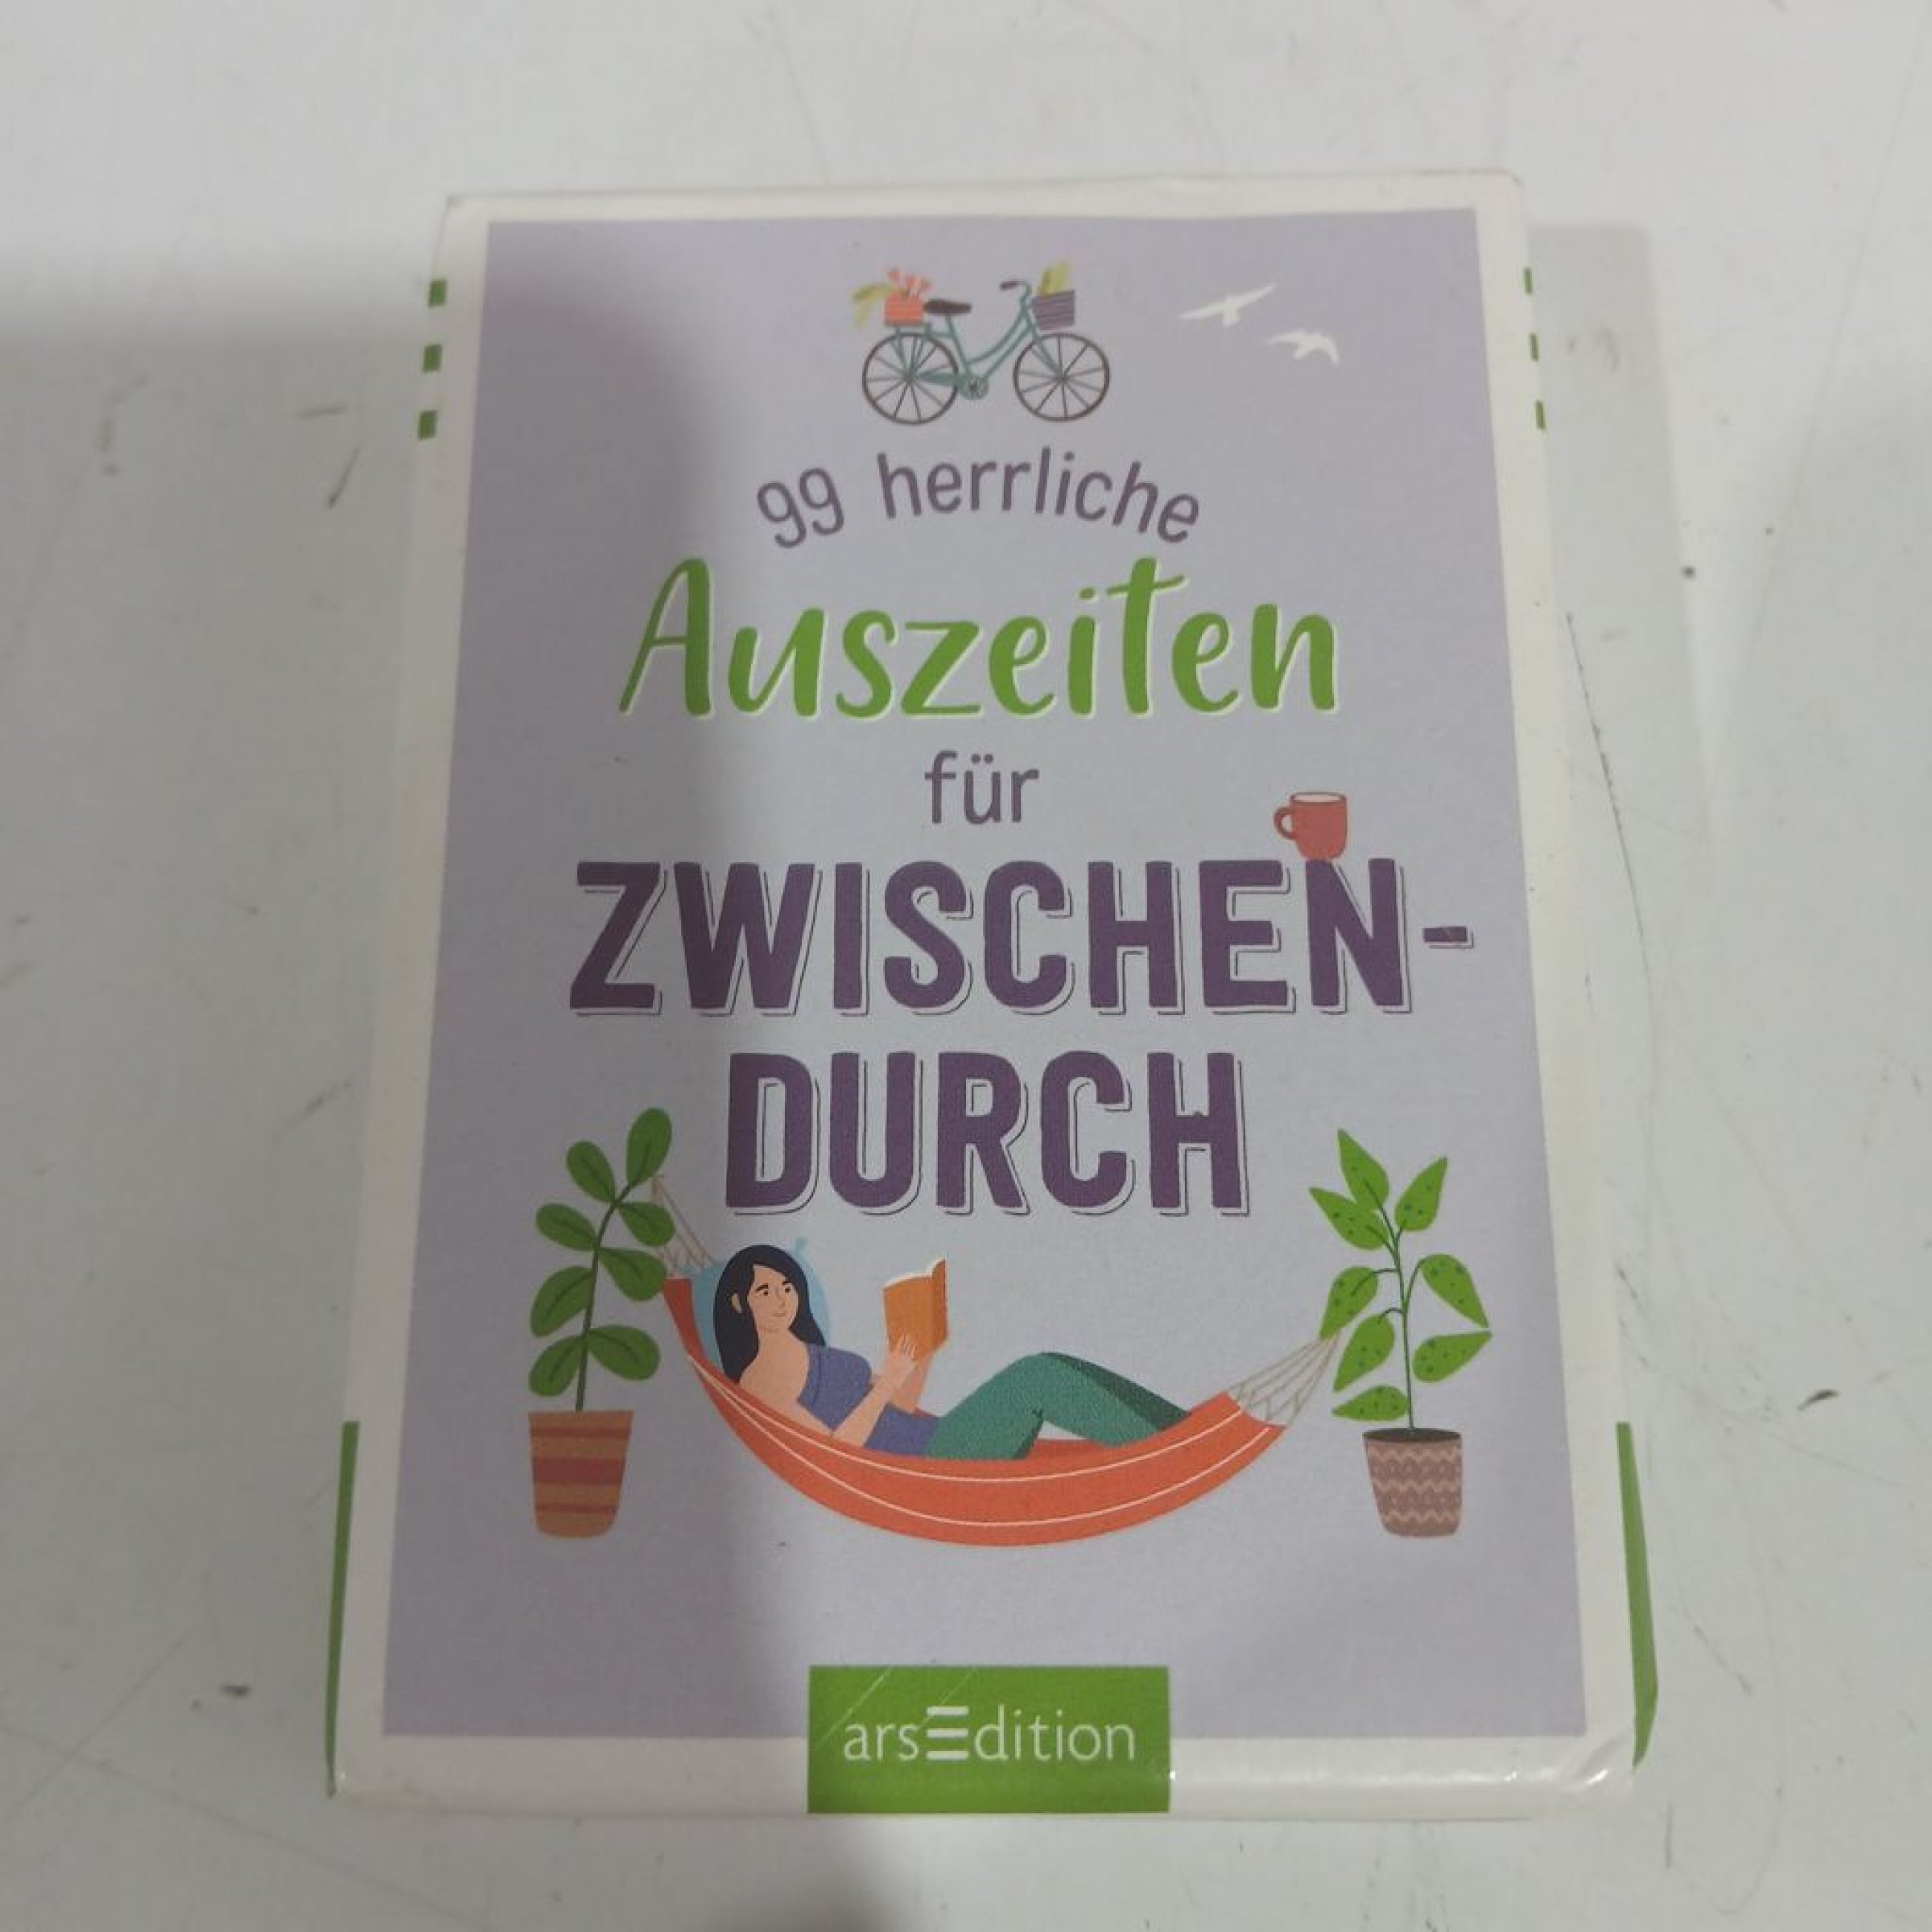 99 herrliche
Auszeiten
für
ZWISCHEN-
DURCH
arsEdition